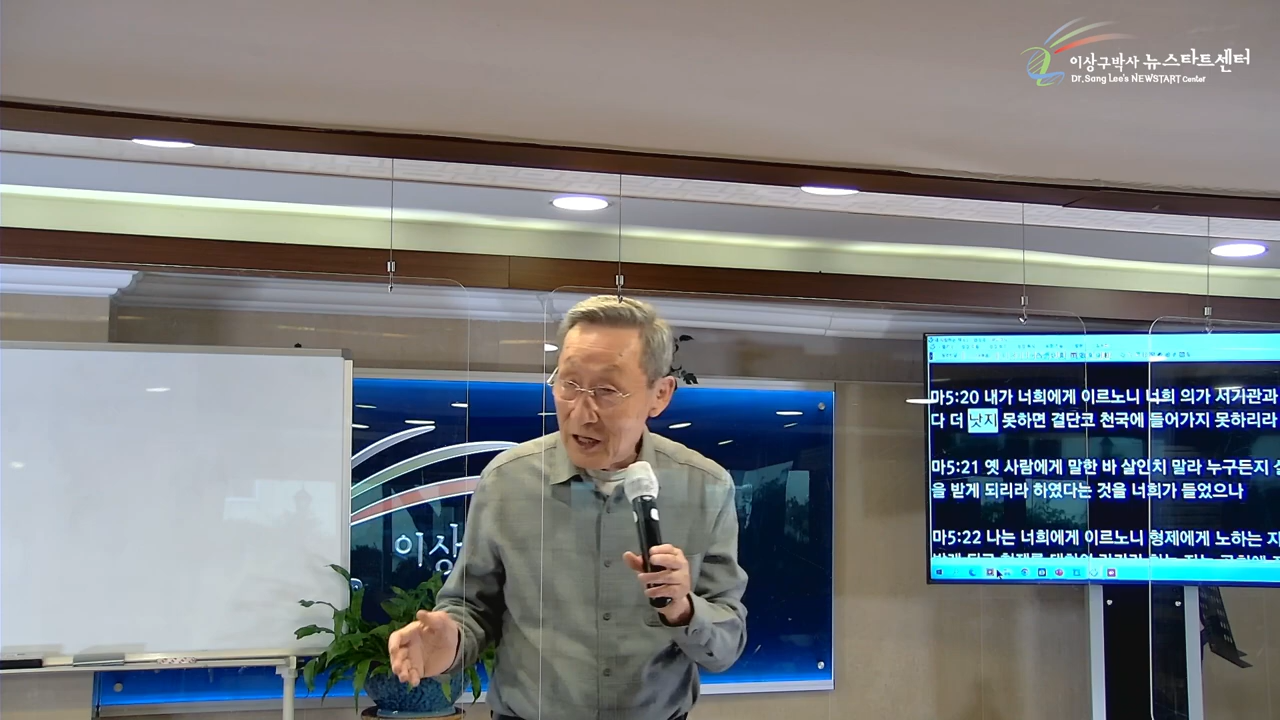 이상구박사 뉴스타트센터
Dr. Sang Lee's NEWSTART Center
이상
마5:20 내가 너희에게 이르노니 너희 의가 서기관과
다 더 낫지 못하면 결단코 천국에 들어가지 못하리라
마5:21 옛 사람에게 말한 바 살인치 말라 누구든지
을 받게 되리라 하였다는 것을 너희가 들었으나
마5:22 나는 너희에게 이르노니 형제에게 노하는 자